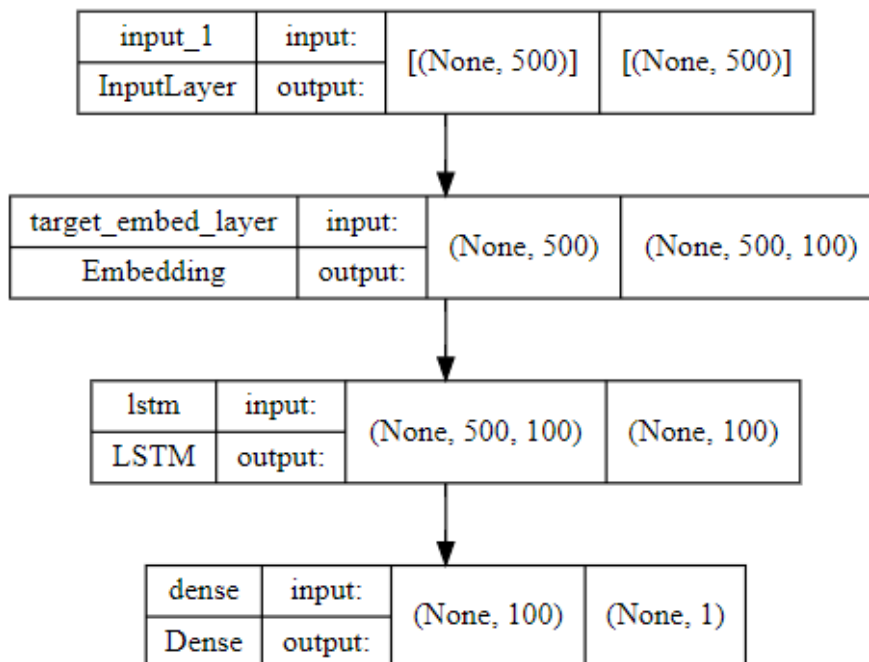 input_1 input: [(None, 500)] [(None, 500)]
InputLayer output:
target_embed_layer input: (None, 500) (None, 500, 100)
Embedding output:
lstm input: (None, 500, 100) (None, 100)
LSTM output:
dense input: (None, 100) (None, 1)
Dense output: